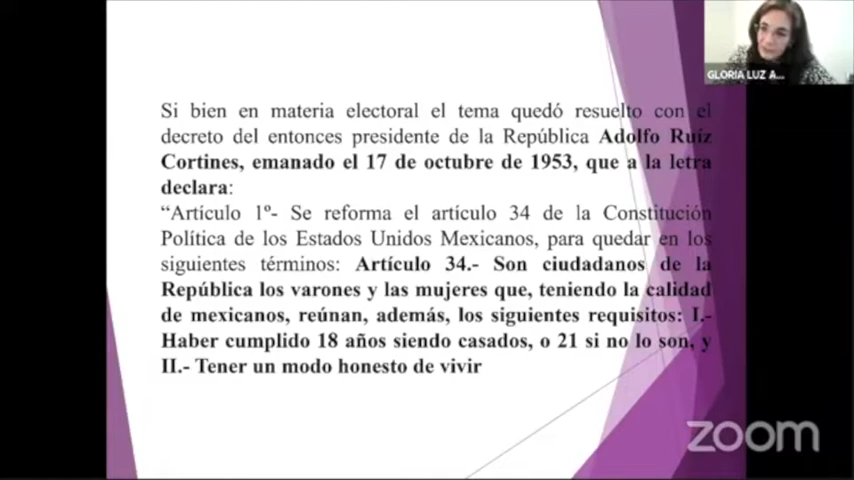 GLORIA LUZ A...
Si bien en materia electoral el tema quedó resuelto con el
decreto del entonces presidente de la República Adolfo Ruíz
Cortines, emanado el 17 de octubre de 1953, que a la letra
declara:
“Artículo 1º- Se reforma el artículo 34 de la Constitución
Política de los Estados Unidos Mexicanos, para quedar en los
siguientes términos: Artículo 34.- Son ciudadanos de la
República los varones y las mujeres que, teniendo la calidad
de mexicanos, reúnan, además, los siguientes requisitos: I.-
Haber cumplido 18 años siendo casados, o 21 si no lo son, y
II.- Tener un modo honesto de vivir
zoom